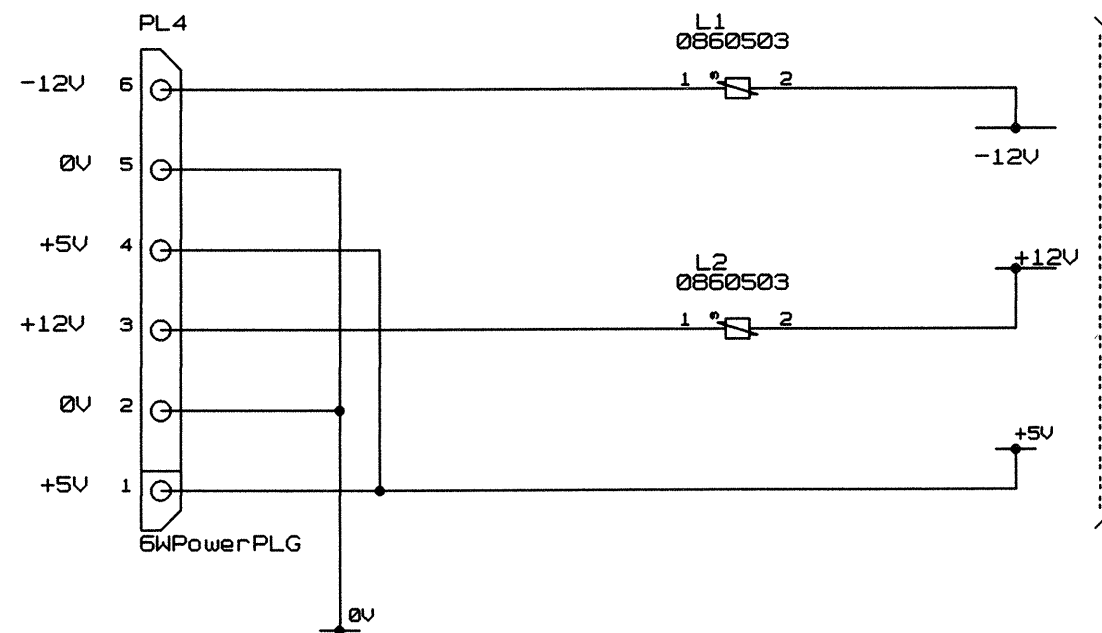 PL4
L1
0860503
-12V 6
1 2
-12V
0V 5
+5V 4
L2
0860503
+12V
+12V 3
1 2
0V 2
+5V
+5V 1
6WPowerPLG
0V